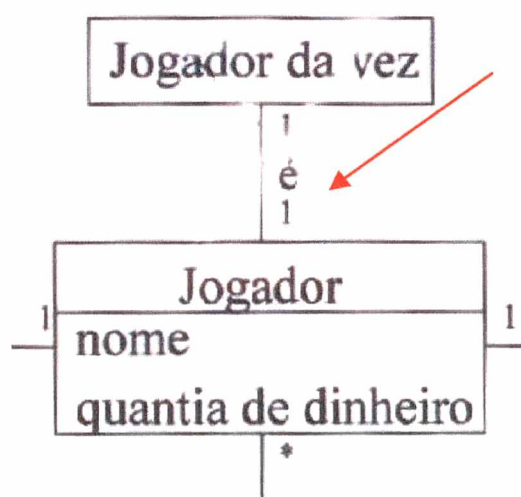 Jogador da vez
1
é
1
Jogador
1
1
nome
quantia de dinheiro
*